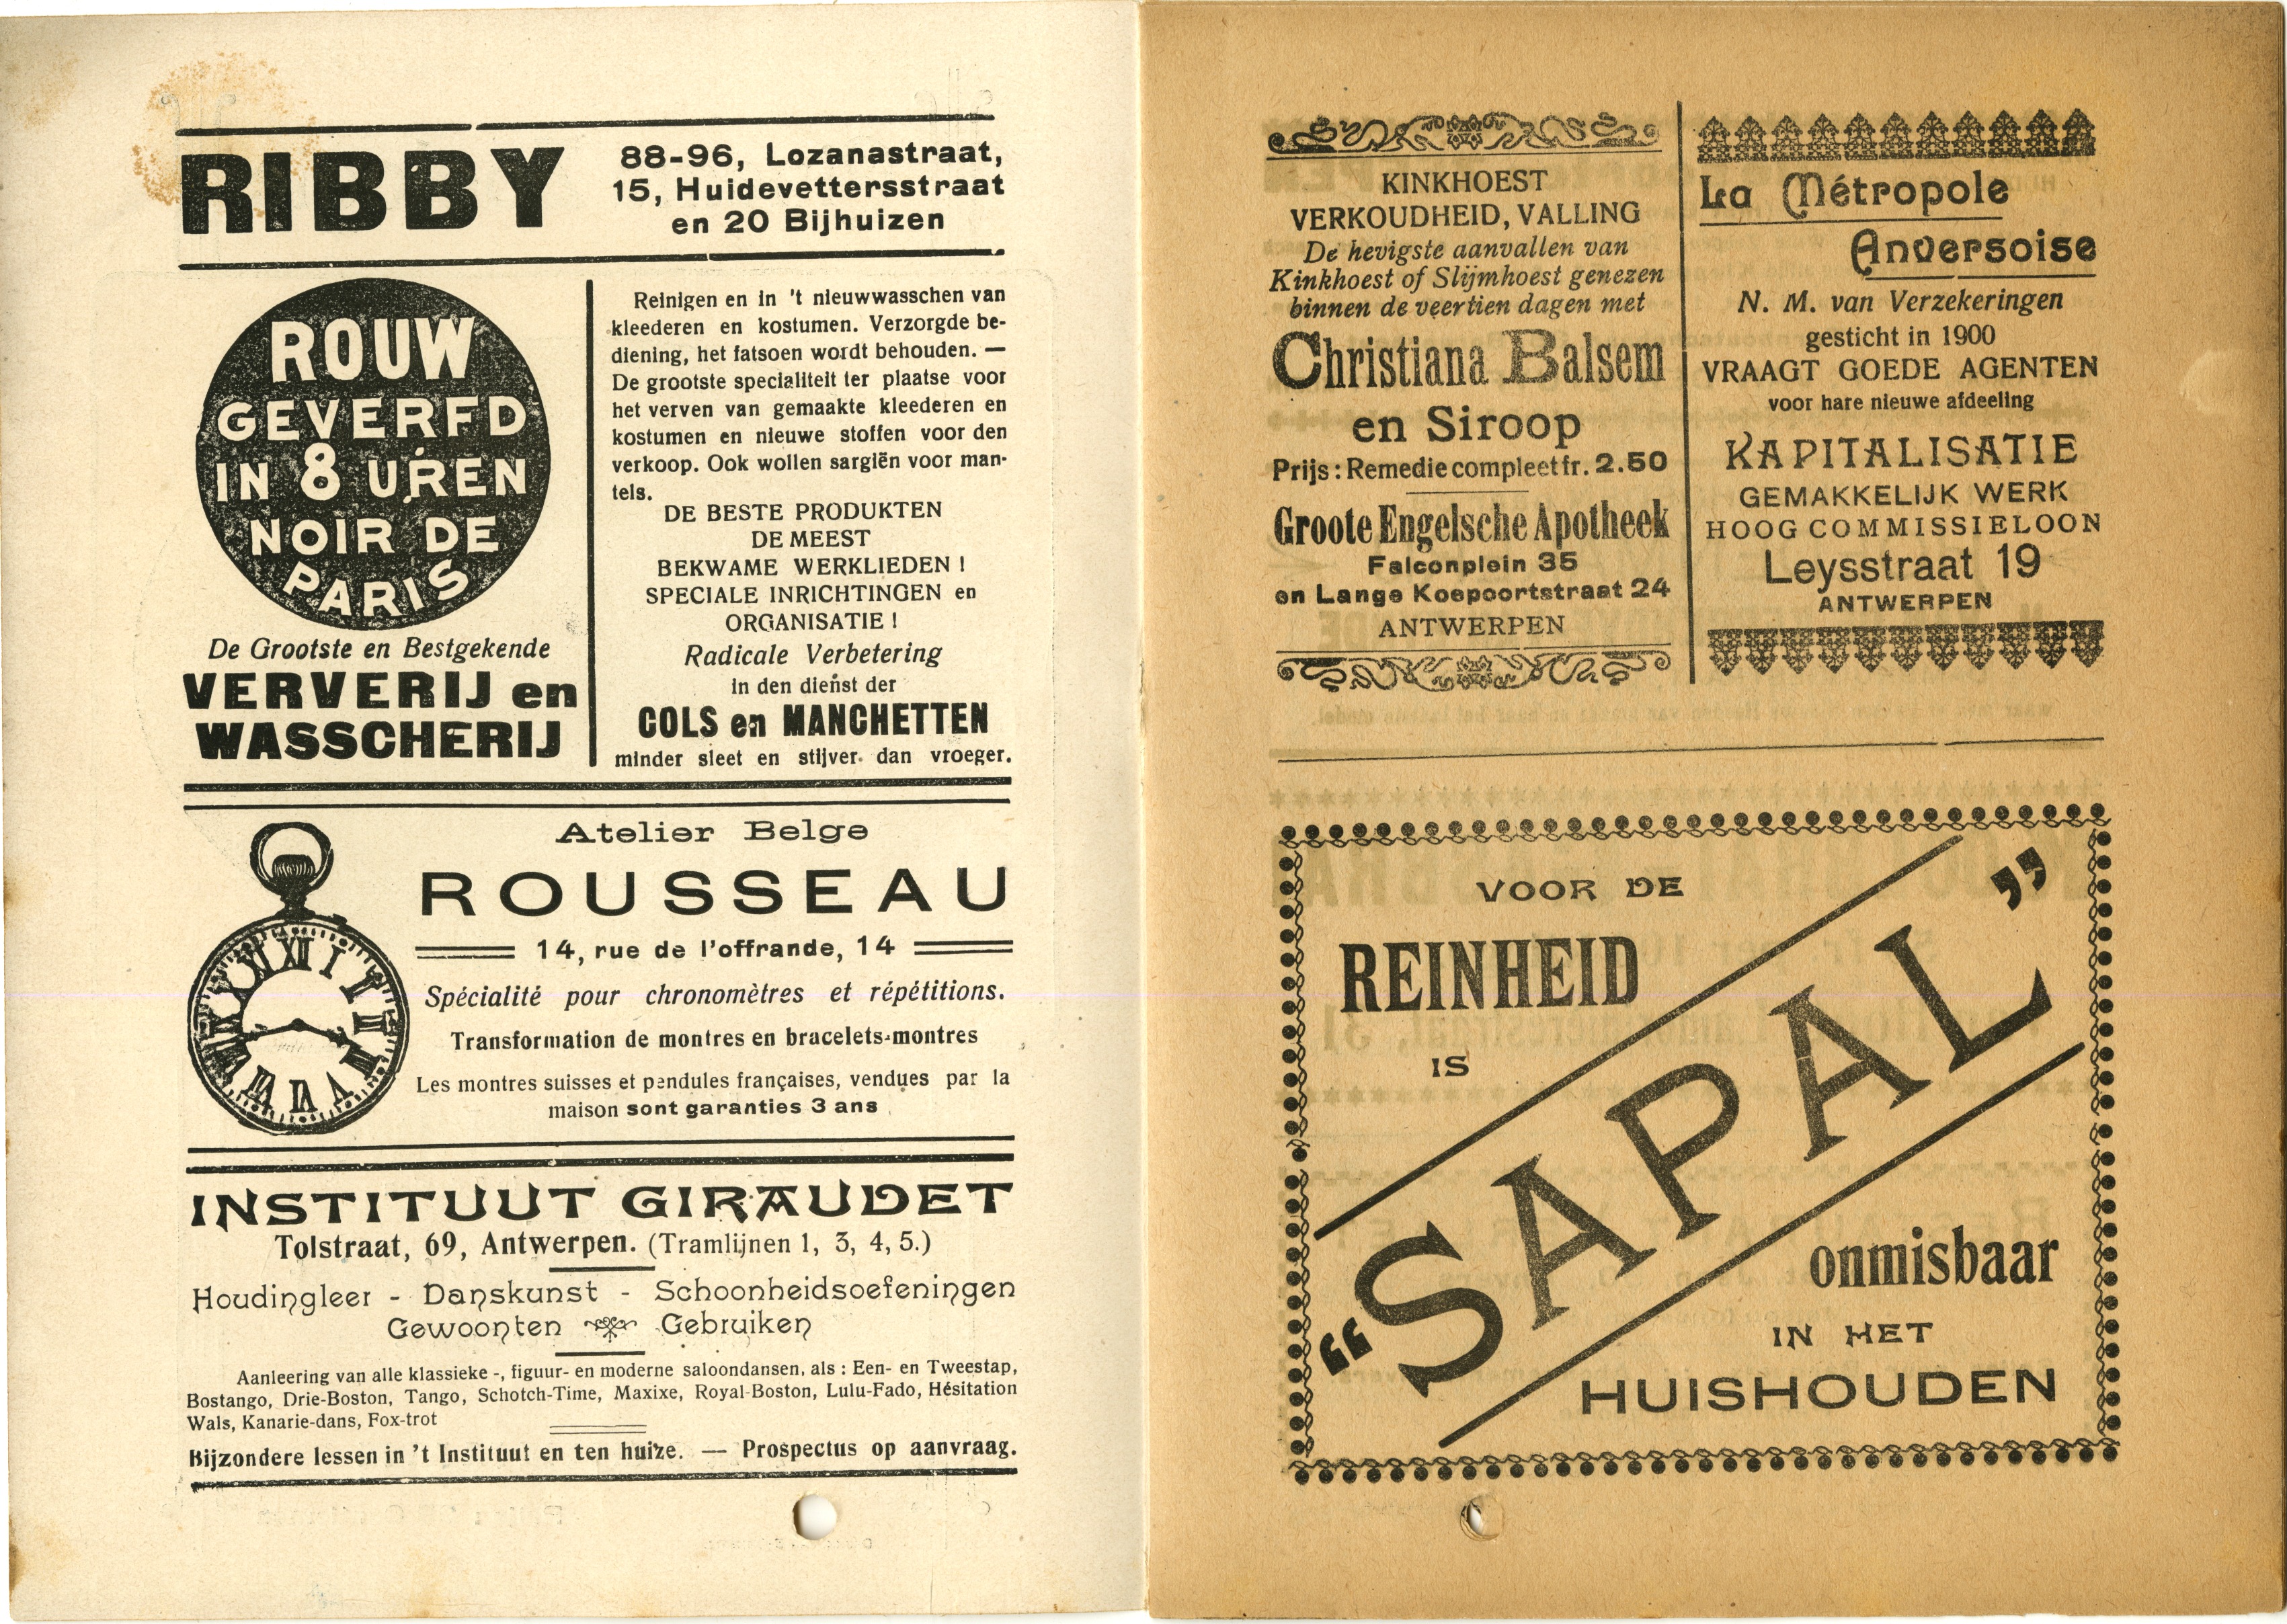 RIBBY
88-96, Lozanastraat,
15, Huidevettersstraat
en 20 Bijhuizen
ROUW
GEVERFD
IN 8 UREN
NOIR DE
PARIS
De Grootste en Bestgekende
VERVERIJ en
WASSCHERIJ
Reinigen en in 't nieuwwasschen van
kleederen en kostumen. Verzorgde be-
diening, het fatsoen wordt behouden. —
De grootste specialiteit ter plaatse voor
het verven van gemaakte kleederen en
kostumen en nieuwe stoffen voor den
verkoop. Ook wollen sargiën voor man-
tels.
DE BESTE PRODUKTEN
DE MEEST
BEKWAME WERKLIEDEN !
SPECIALE INRICHTINGEN en
ORGANISATIE !
Radicale Verbetering
in den dienst der
COLS en MANCHETTEN
minder sleet en stijver dan vroeger.
Atelier Belge
ROUSSEAU
14, rue de l'offrande, 14
Spécialité pour chronomètres et répétitions.
Transformation de montres en bracelets-montres
Les montres suisses et pendules françaises, vendues par la
maison sont garanties 3 ans
XII I II III IIII V VI VII VIII IX X XI
INSTITUUT GIRAUDET
Tolstraat, 69, Antwerpen. (Tramlijnen 1, 3, 4, 5.)
Houdingleer - Danskunst - Schoonheidsoefeningen
Gewoonten Gebruiken
Aanleering van alle klassieke -, figuur- en moderne saloondansen, als : Een- en Tweestap,
Bostango, Drie-Boston, Tango, Schotch-Time, Maxixe, Royal-Boston, Lulu-Fado, Hésitation
Wals, Kanarie-dans, Fox-trot
Bijzondere lessen in 't Instituut en ten huize. — Prospectus op aanvraag.
KINKHOEST
VERKOUDHEID, VALLING
De hevigste aanvallen van
Kinkhoest of Slijmhoest genezen
binnen de veertien dagen met
Christiana Balsem
en Siroop
Prijs : Remedie compleet fr. 2.50
Groote Engelsche Apotheek
Falconplein 35
en Lange Koepoortstraat 24
ANTWERPEN
La Métropole
Anversoise
N. M. van Verzekeringen
gesticht in 1900
VRAAGT GOEDE AGENTEN
voor hare nieuwe afdeeling
KAPITALISATIE
GEMAKKELIJK WERK
HOOG COMMISSIELOON
Leysstraat 19
ANTWERPEN
VOOR DE
REINHEID
IS
“SAPAL”
onmisbaar
IN HET
HUISHOUDEN